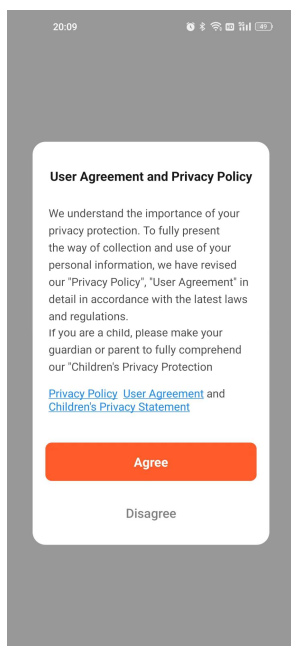 20:09
49
User Agreement and Privacy Policy
We understand the importance of your
privacy protection. To fully present
the way of collection and use of your
personal information, we have revised
our "Privacy Policy", "User Agreement" in
detail in accordance with the latest laws
and regulations.
If you are a child, please make your
guardian or parent to fully comprehend
our "Children's Privacy Protection
Privacy Policy User Agreement and
Children's Privacy Statement
Agree
Disagree